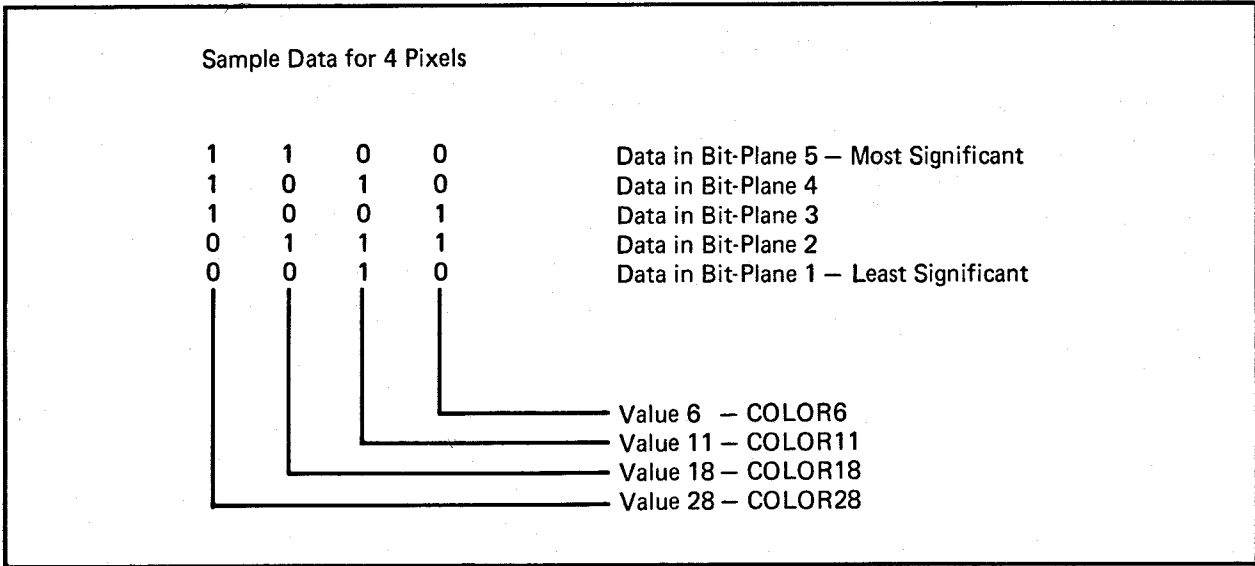 Sample Data for 4 Pixels
1 1 0 0 Data in Bit-Plane 5 — Most Significant
1 0 1 0 Data in Bit-Plane 4
1 0 0 1 Data in Bit-Plane 3
0 1 1 1 Data in Bit-Plane 2
0 0 1 0 Data in Bit-Plane 1 — Least Significant
Value 6 — COLOR6
Value 11 — COLOR11
Value 18 — COLOR18
Value 28 — COLOR28